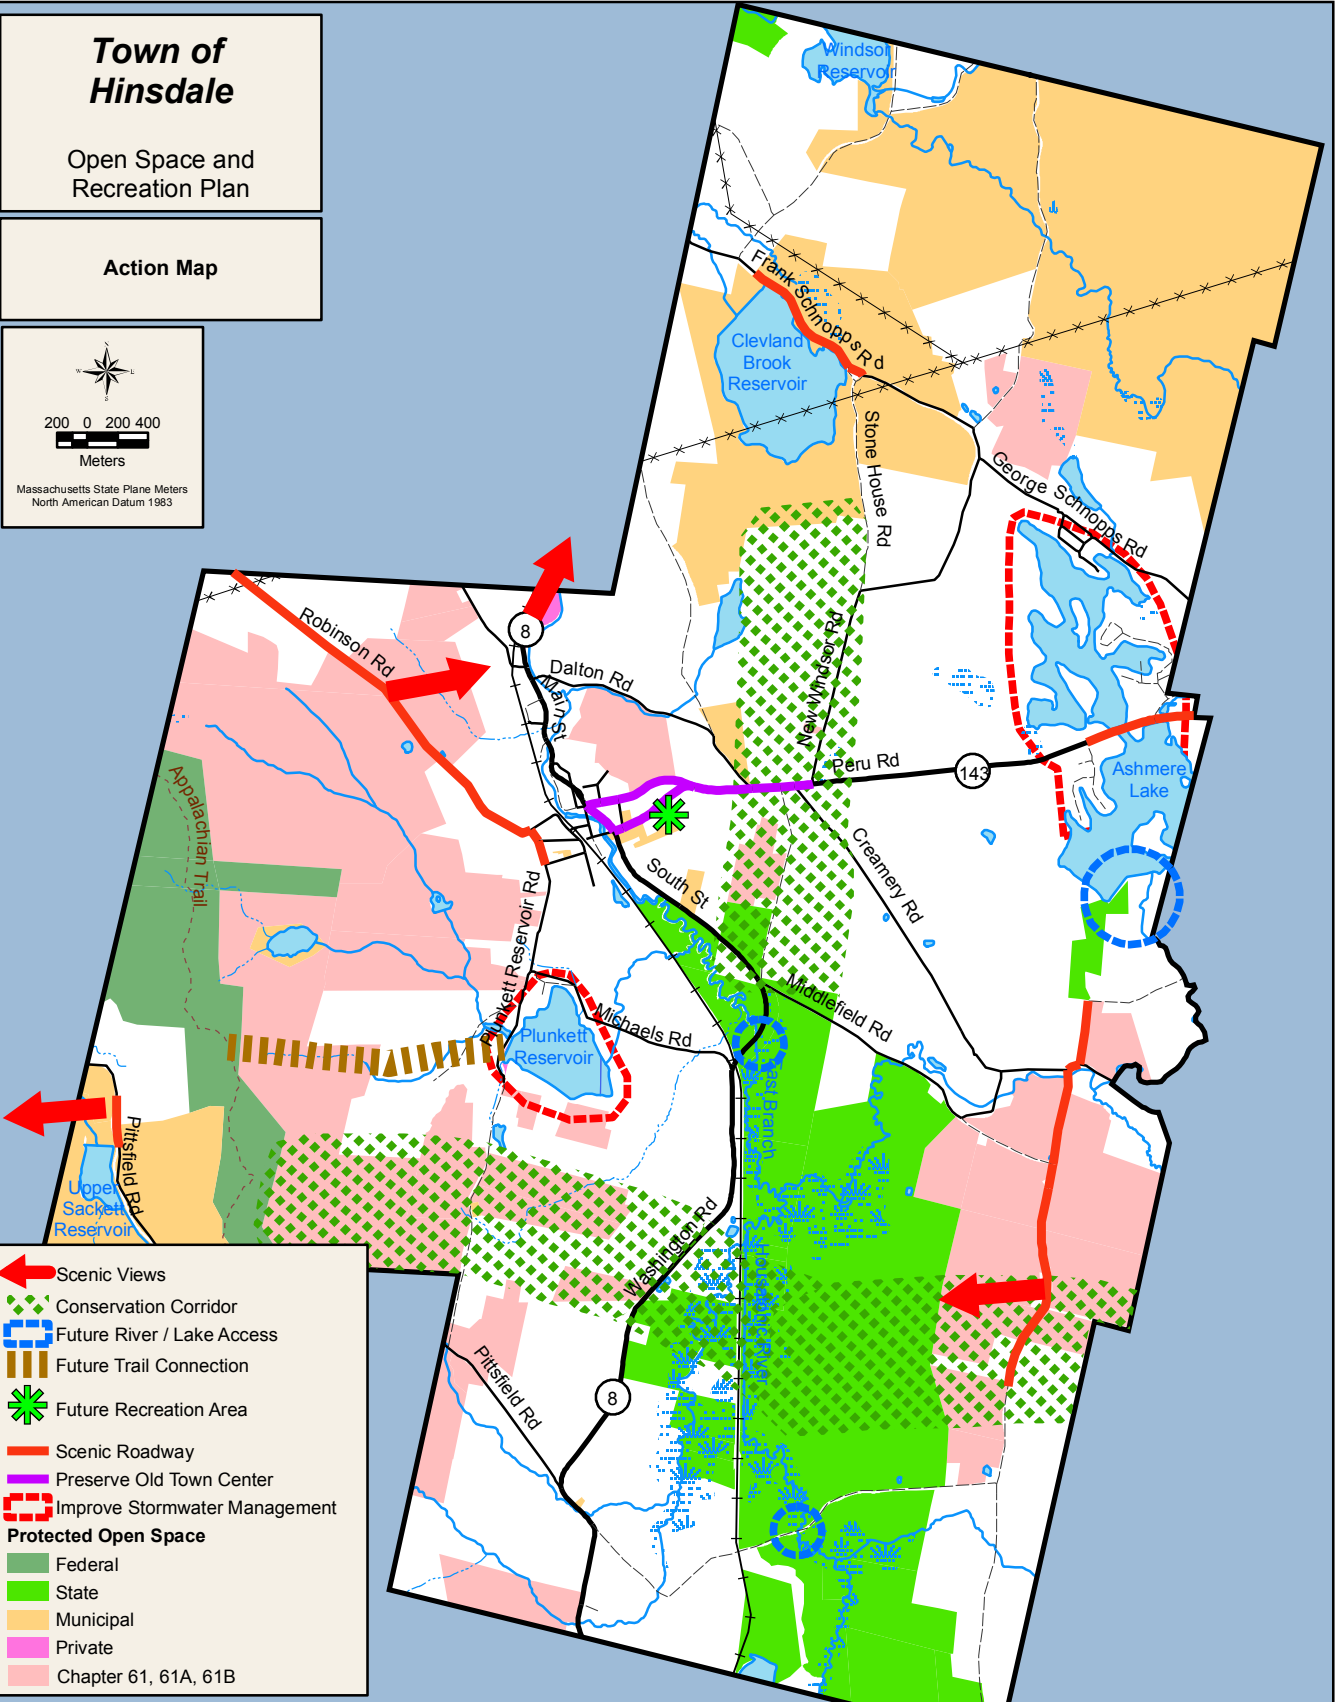 Town of
Hinsdale
Open Space and
Recreation Plan
Action Map
N
W E
S
200 0 200 400
Meters
Massachusetts State Plane Meters
North American Datum 1983
Windsor
Reservoir
Frank Schnopps Rd
Clevland
Brook
Reservoir
Stone House Rd
George Schnopps Rd
Robinson Rd
8
Dalton Rd
Main St
New Windsor Rd
Peru Rd
143
Ashmere
Lake
Appalachian Trail
Creamery Rd
South St
Plunkett Reservoir Rd
Middlefield Rd
Michaels Rd
Plunkett
Reservoir
East Branch
Pittsfield Rd
Upper
Sackett
Reservoir
Washington Rd
Housatonic River
Pittsfield Rd
8
Scenic Views
Conservation Corridor
Future River / Lake Access
Future Trail Connection
Future Recreation Area
Scenic Roadway
Preserve Old Town Center
Improve Stormwater Management
Protected Open Space
Federal
State
Municipal
Private
Chapter 61, 61A, 61B